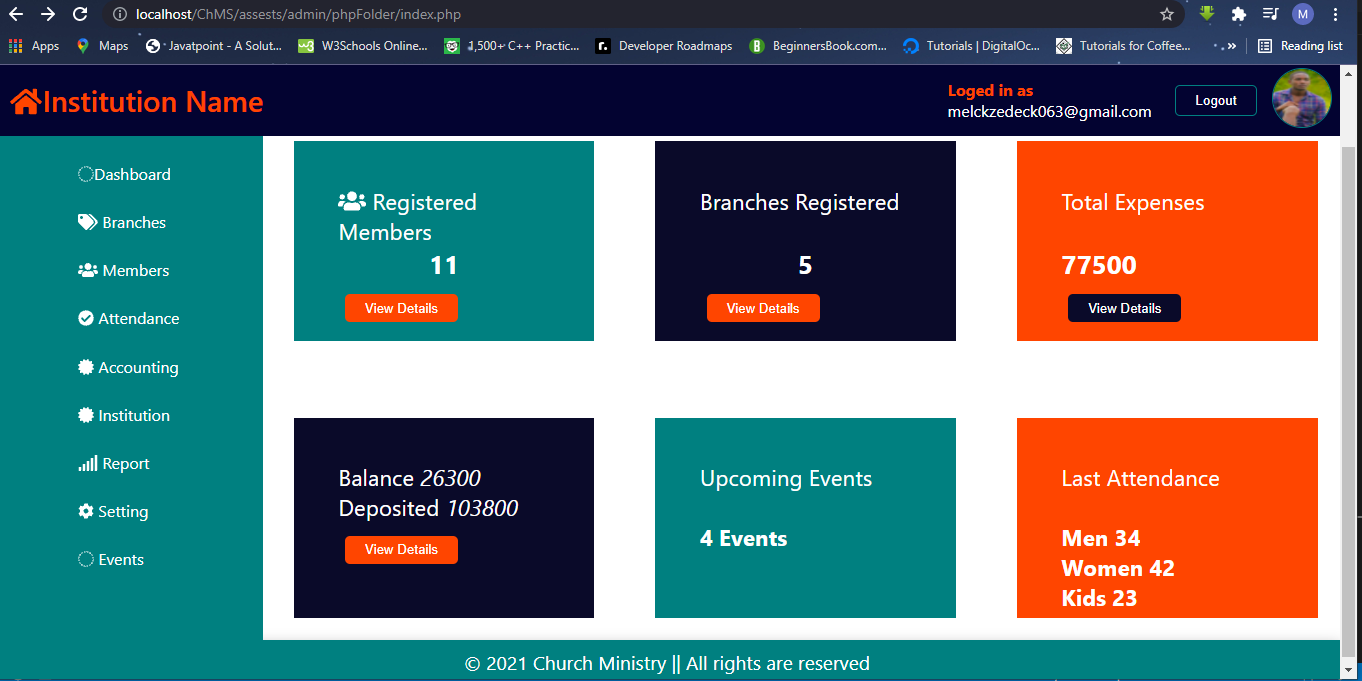 localhost/ChMS/assests/admin/phpFolder/index.php
M
Apps
Maps
Javatpoint - A Solut...
W3Schools Online...
1,500+ C++ Practic...
Developer Roadmaps
BeginnersBook.com...
Tutorials | DigitalOc...
Tutorials for Coffee...
»
Reading list
Institution Name
Loged in as
melckzedeck063@gmail.com
Logout
Dashboard
Branches
Members
Attendance
Accounting
Institution
Report
Setting
Events
Registered
Members
11
View Details
Branches Registered
5
View Details
Total Expenses
77500
View Details
Balance 26300
Deposited 103800
View Details
Upcoming Events
4 Events
Last Attendance
Men 34
Women 42
Kids 23
© 2021 Church Ministry || All rights are reserved